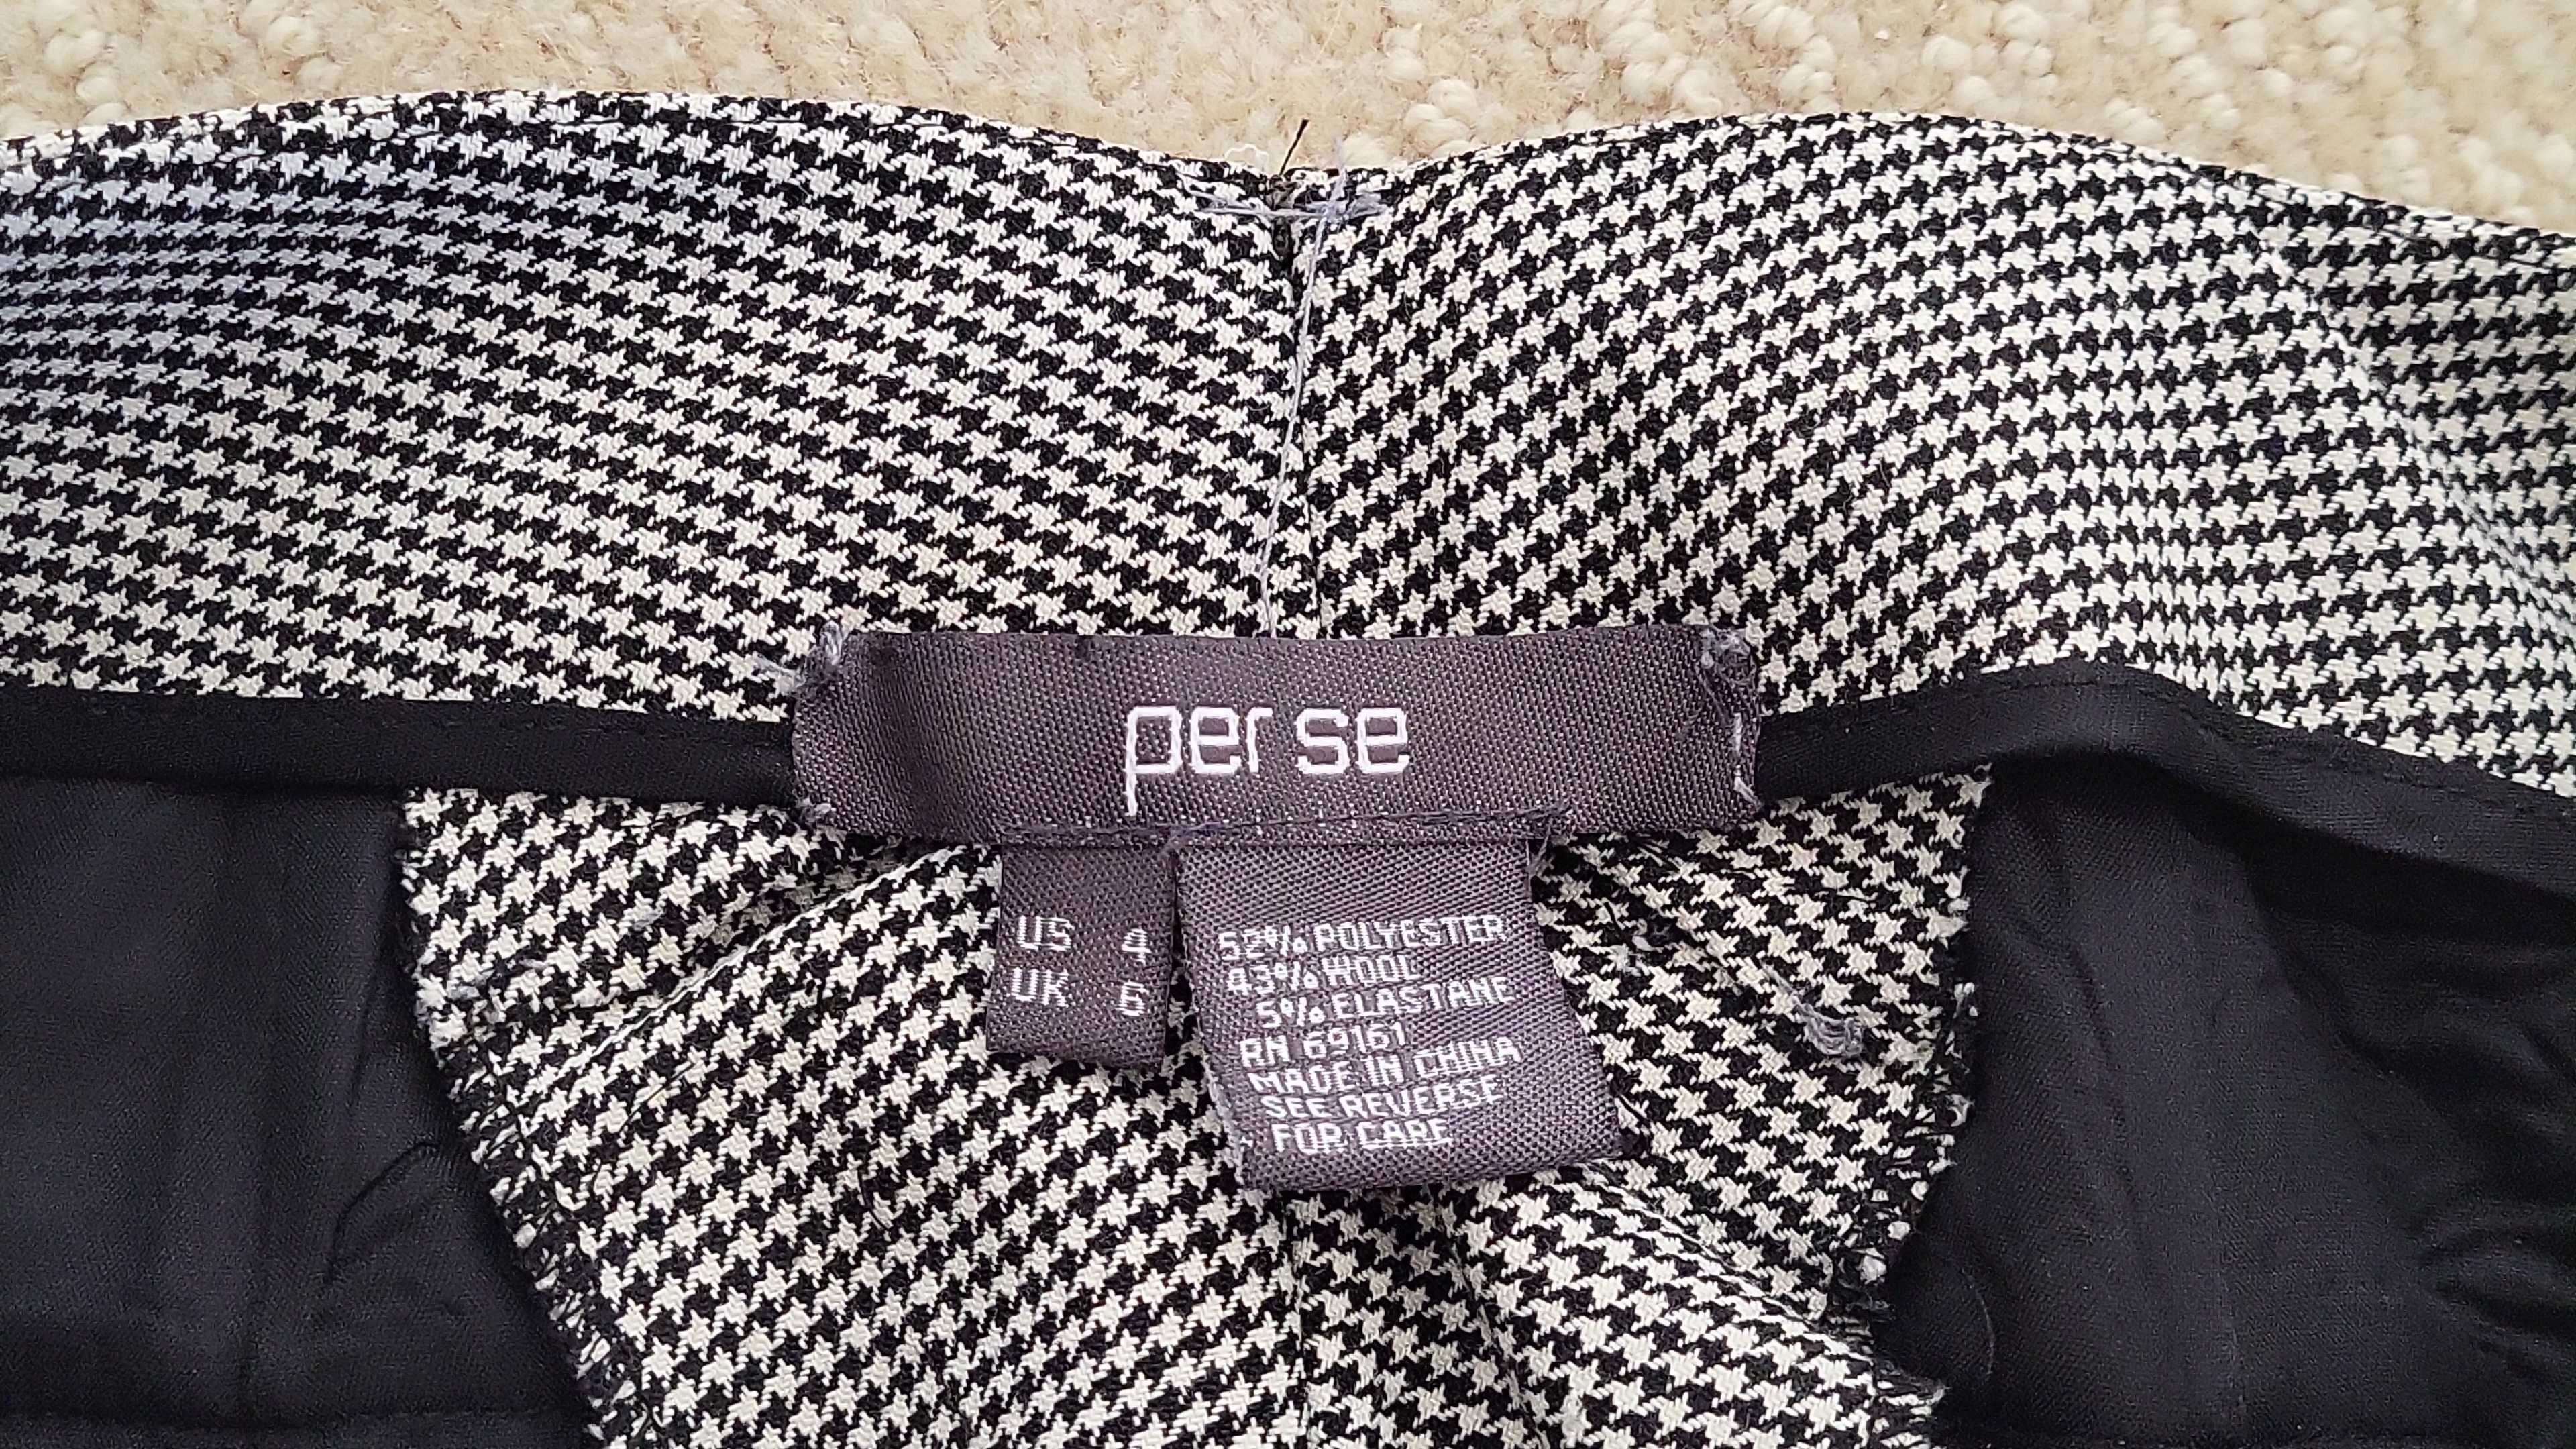 per se
US 4
UK 6
52% POLYESTER
43% WOOL
5% ELASTANE
RN 69161
MADE IN CHINA
SEE REVERSE
FOR CARE